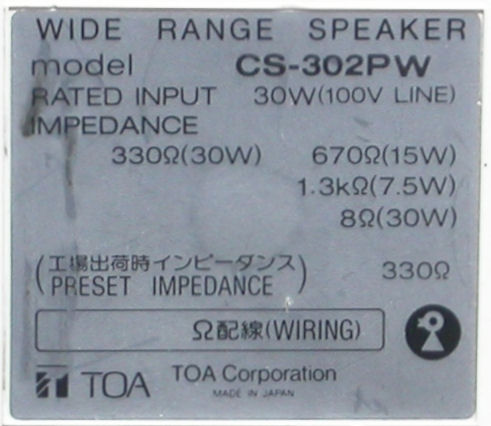 WIDE RANGE SPEAKER
model CS-302PW
RATED INPUT 30W(100V LINE)
IMPEDANCE
330Ω(30W) 670Ω(15W)
1.3kΩ(7.5W)
8Ω(30W)
(工場出荷時インピーダンス
PRESET IMPEDANCE) 330Ω
Ω配線(WIRING)
TOA TOA Corporation
MADE IN JAPAN